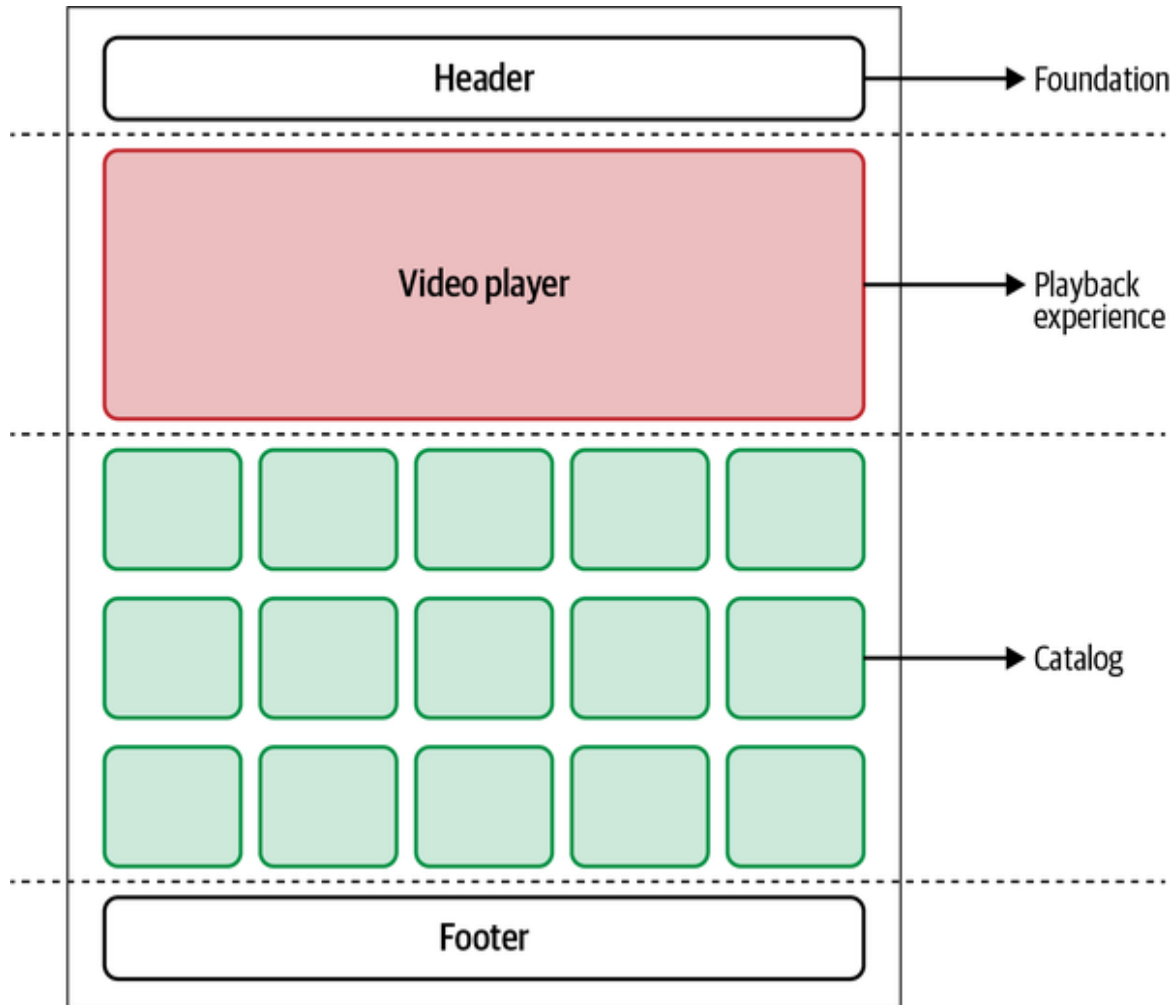 Header
Foundation
Video player
Playback
experience
Catalog
Footer